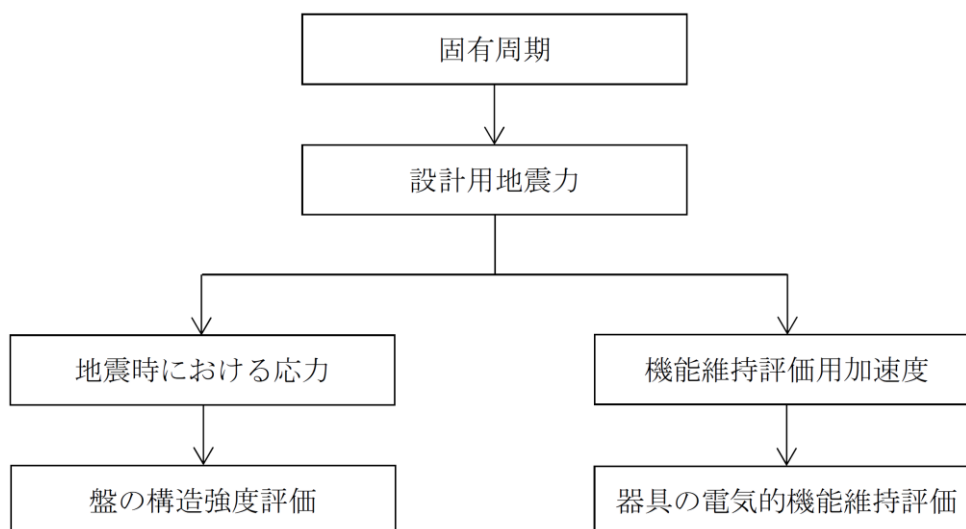 固有周期
設計用地震力
地震時における応力
機能維持評価用加速度
盤の構造強度評価
器具の電気的機能維持評価